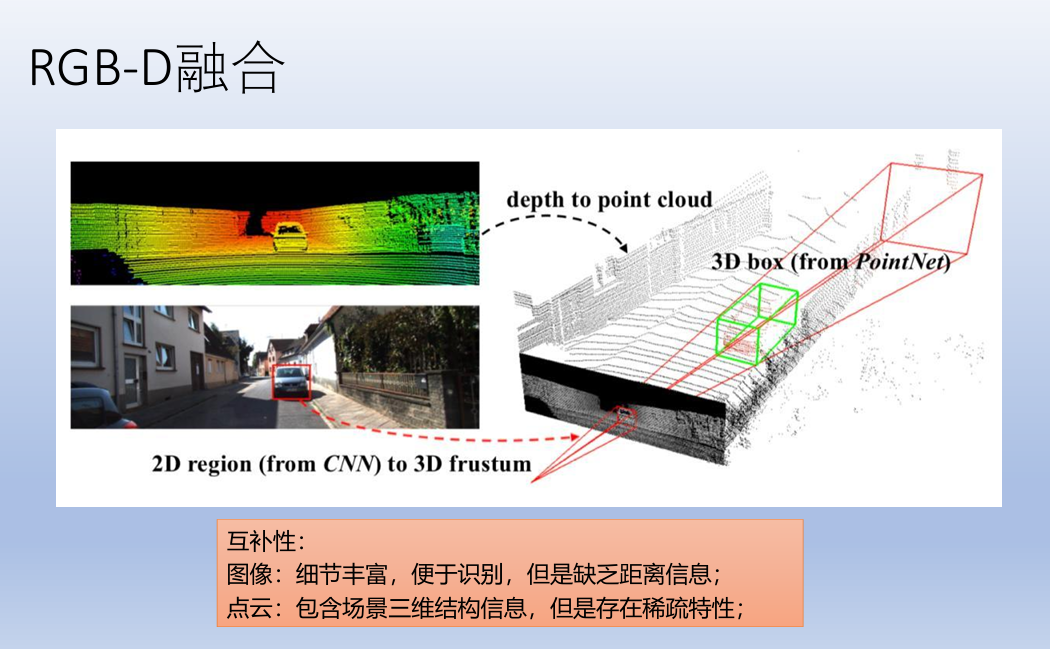 RGB-D融合
depth to point cloud
3D box (from PointNet)
2D region (from CNN) to 3D frustum
互补性：
图像：细节丰富，便于识别，但是缺乏距离信息；
点云：包含场景三维结构信息，但是存在稀疏特性；